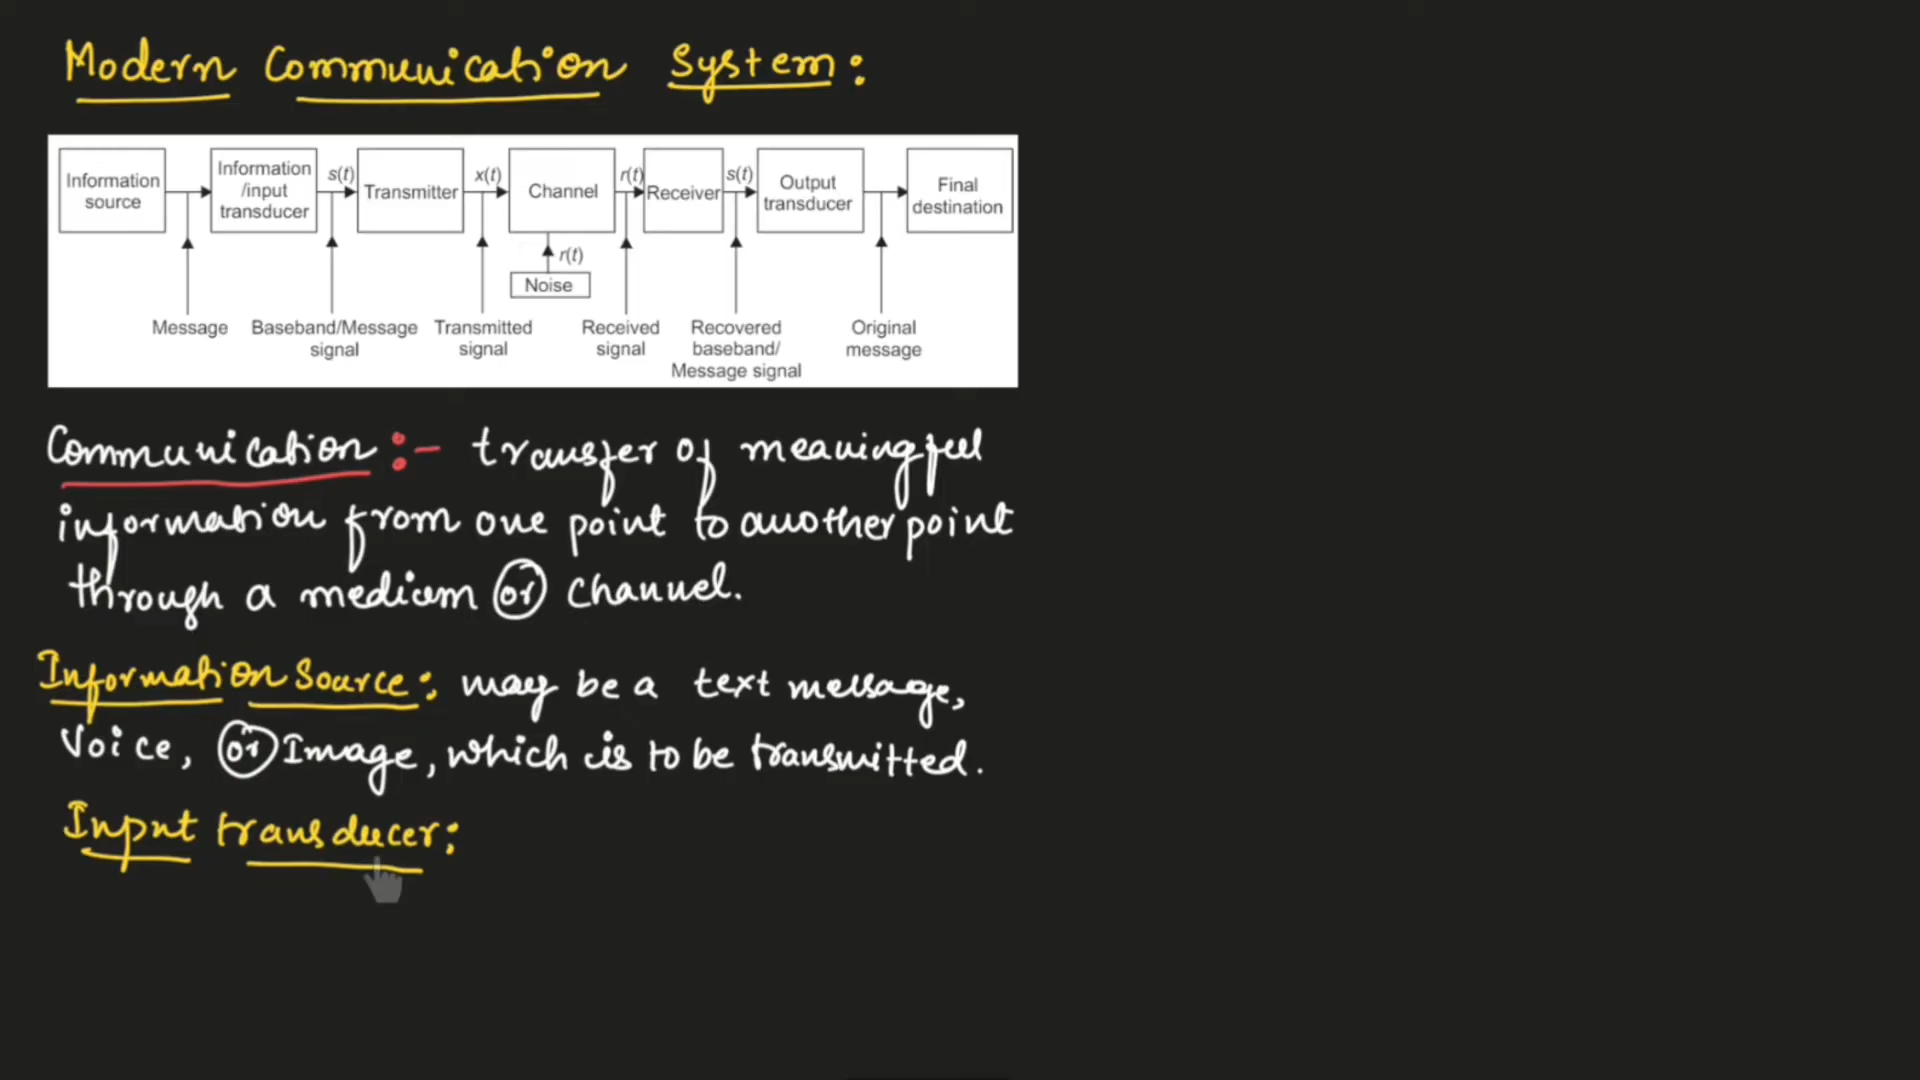 Modern Communication System:
Information source
Information /input transducer
s(t)
Transmitter
x(t)
Channel
r(t)
Receiver
s(t)
Output transducer
Final destination
r(t)
Noise
Message
Baseband/Message signal
Transmitted signal
Received signal
Recovered baseband/ Message signal
Original message
Communication :- transfer of meaningful
information from one point to another point
through a medium or channel.
Information Source: may be a text message,
Voice, or Image, which is to be transmitted.
Input transducer: